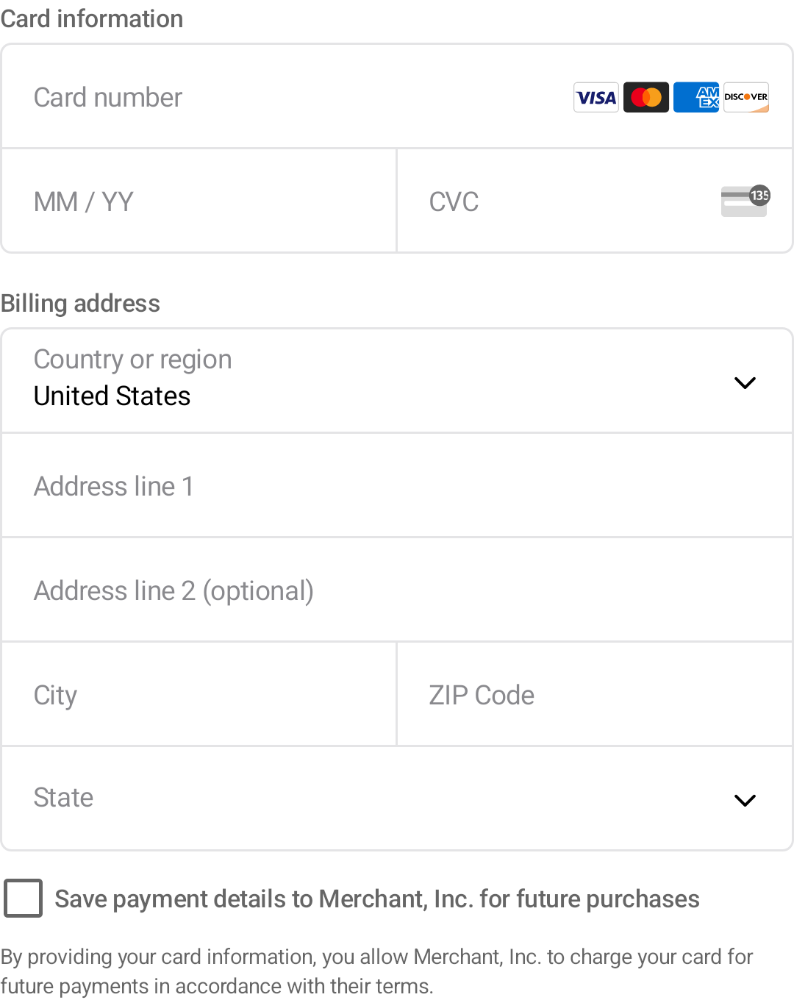 Card information
Card number VISA AM EX DISCOVER
MM / YY CVC 135
Billing address
Country or region
United States
Address line 1
Address line 2 (optional)
City ZIP Code
State
Save payment details to Merchant, Inc. for future purchases
By providing your card information, you allow Merchant, Inc. to charge your card for
future payments in accordance with their terms.